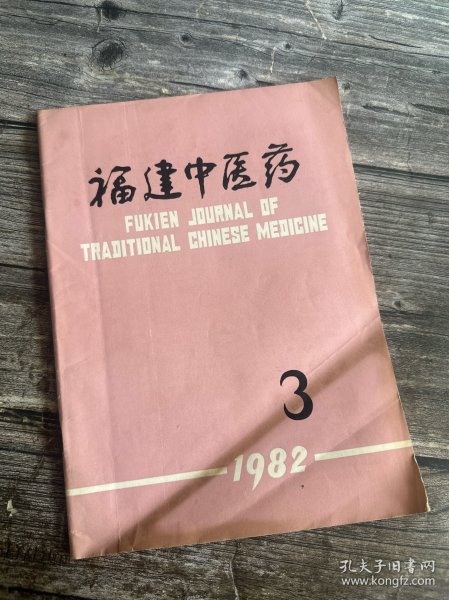 福建中医药
FUKIEN JOURNAL OF
TRADITIONAL CHINESE MEDICINE
3
1982
孔夫子旧书网
www.kongfz.com